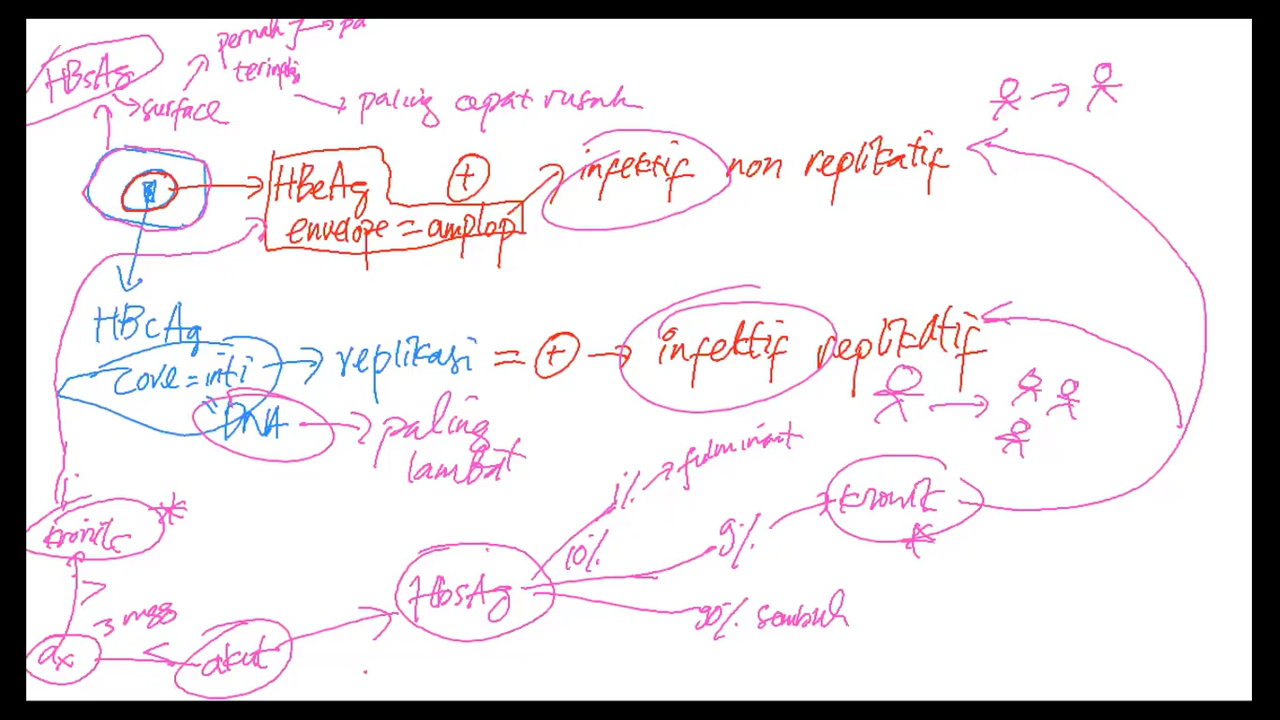 HBsAg
pernah
surface
paling cepat rusak
HBeAg
+
infektif non replikatif
envelope = amplop
HBcAg
core = inti
replikasi = + infektif replikatif
DNA
paling
lambat
1% fulminant
kronik
9%
kronik
10%
HbsAg
> 3 mgg
90% sembuh
dx
<
akut